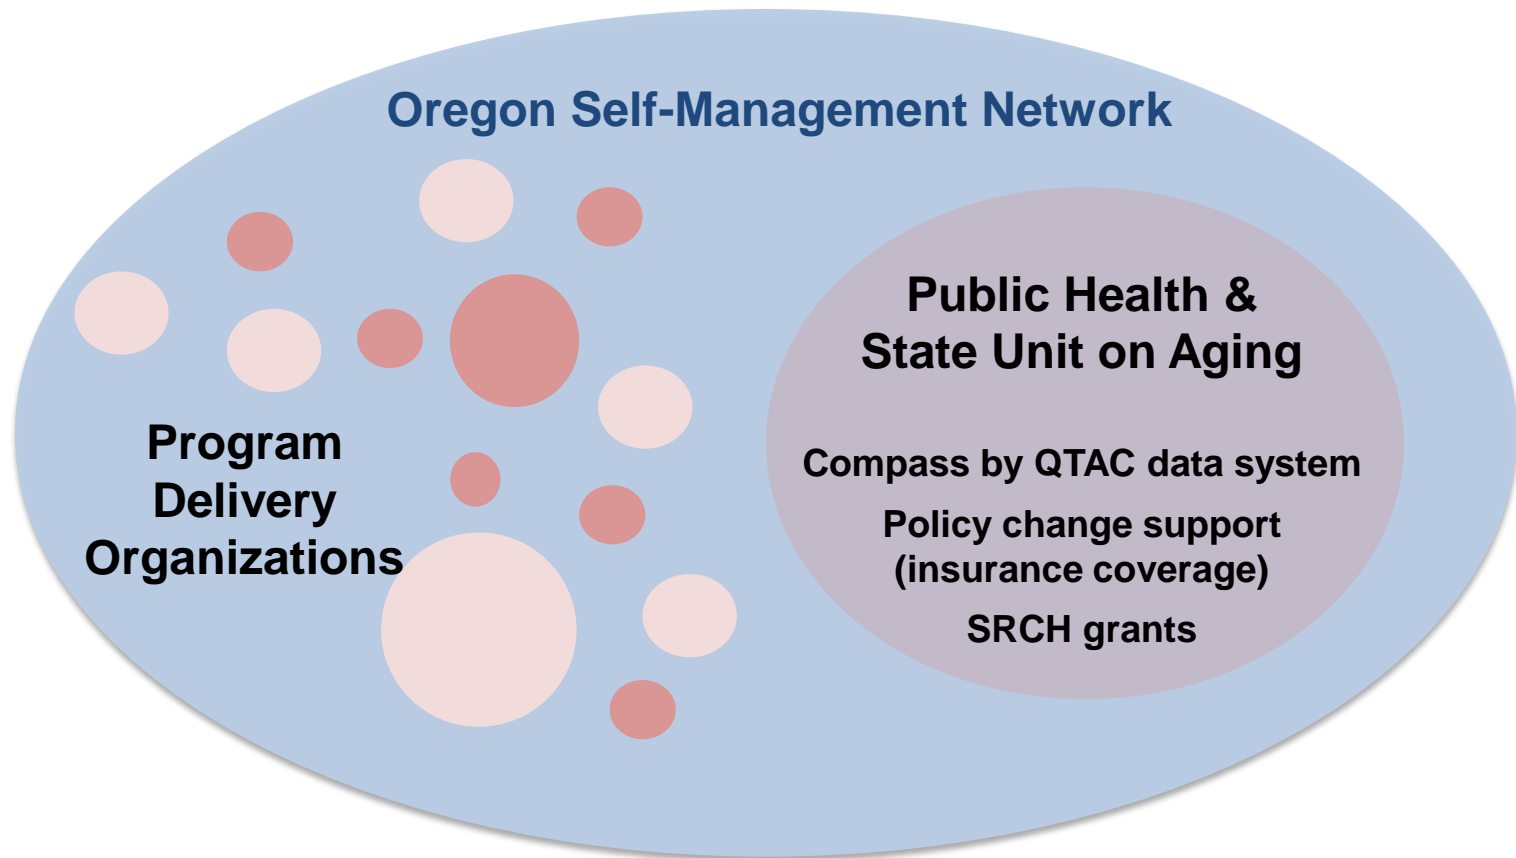 Oregon Self-Management Network
Program
Delivery
Organizations
Public Health &
State Unit on Aging
Compass by QTAC data system
Policy change support
(insurance coverage)
SRCH grants